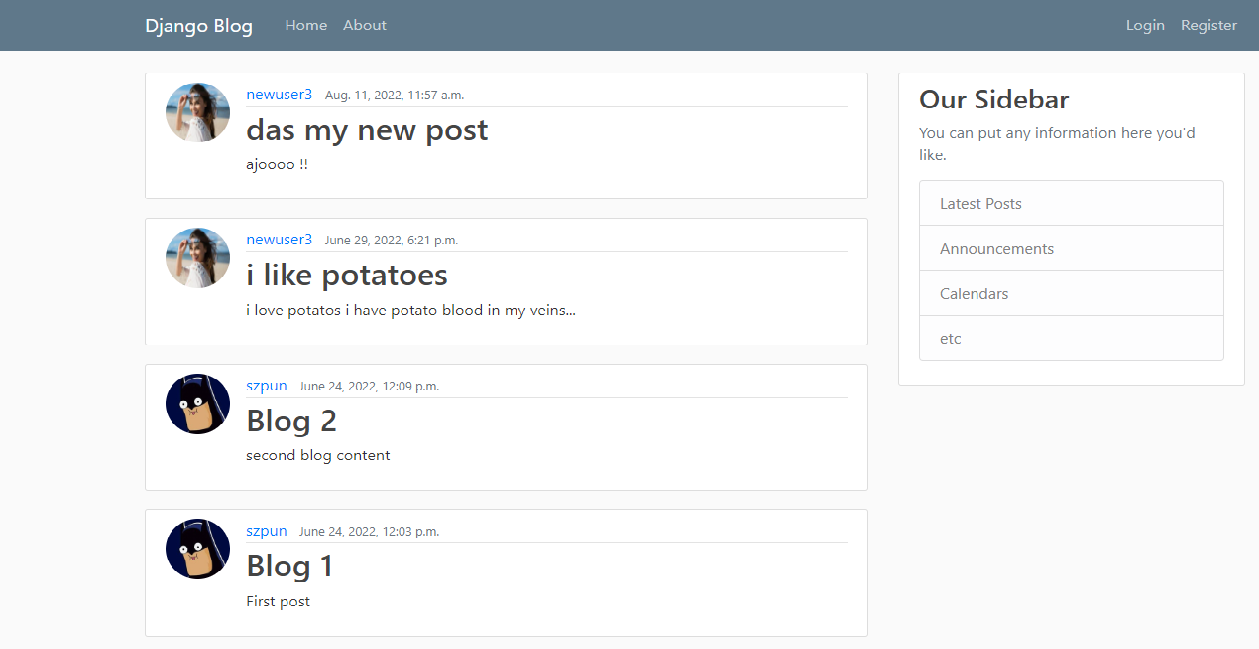 Django Blog Home About Login Register
newuser3 Aug. 11, 2022, 11:57 a.m.
das my new post
ajoooo !!
newuser3 June 29, 2022, 6:21 p.m.
i like potatoes
i love potatos i have potato blood in my veins...
szpun June 24, 2022, 12:09 p.m.
Blog 2
second blog content
szpun June 24, 2022, 12:03 p.m.
Blog 1
First post
Our Sidebar
You can put any information here you'd
like.
Latest Posts
Announcements
Calendars
etc